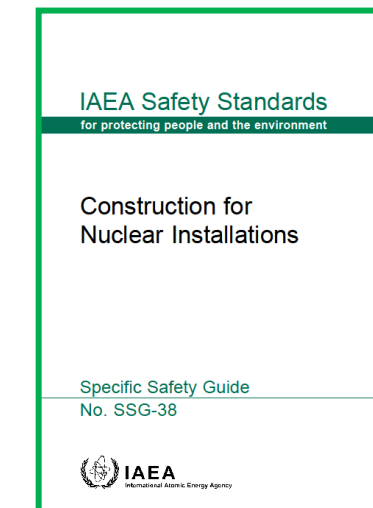 IAEA Safety Standards
for protecting people and the environment
Construction for
Nuclear Installations
Specific Safety Guide
No. SSG-38
IAEA
International Atomic Energy Agency